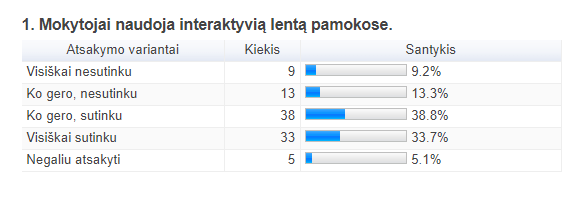 1. Mokytojai naudoja interaktyvią lentą pamokose.
Atsakymo variantai Kiekis Santykis
Visiškai nesutinku 9 9.2%
Ko gero, nesutinku 13 13.3%
Ko gero, sutinku 38 38.8%
Visiškai sutinku 33 33.7%
Negaliu atsakyti 5 5.1%